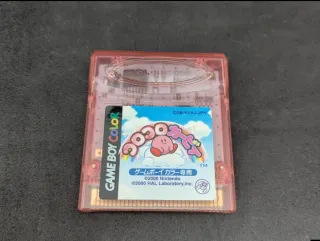 GAME BOY COLOR
コロコロカービィ
ゲームボーイカラー専用
©2000 Nintendo
©2000 HAL Laboratory, Inc.